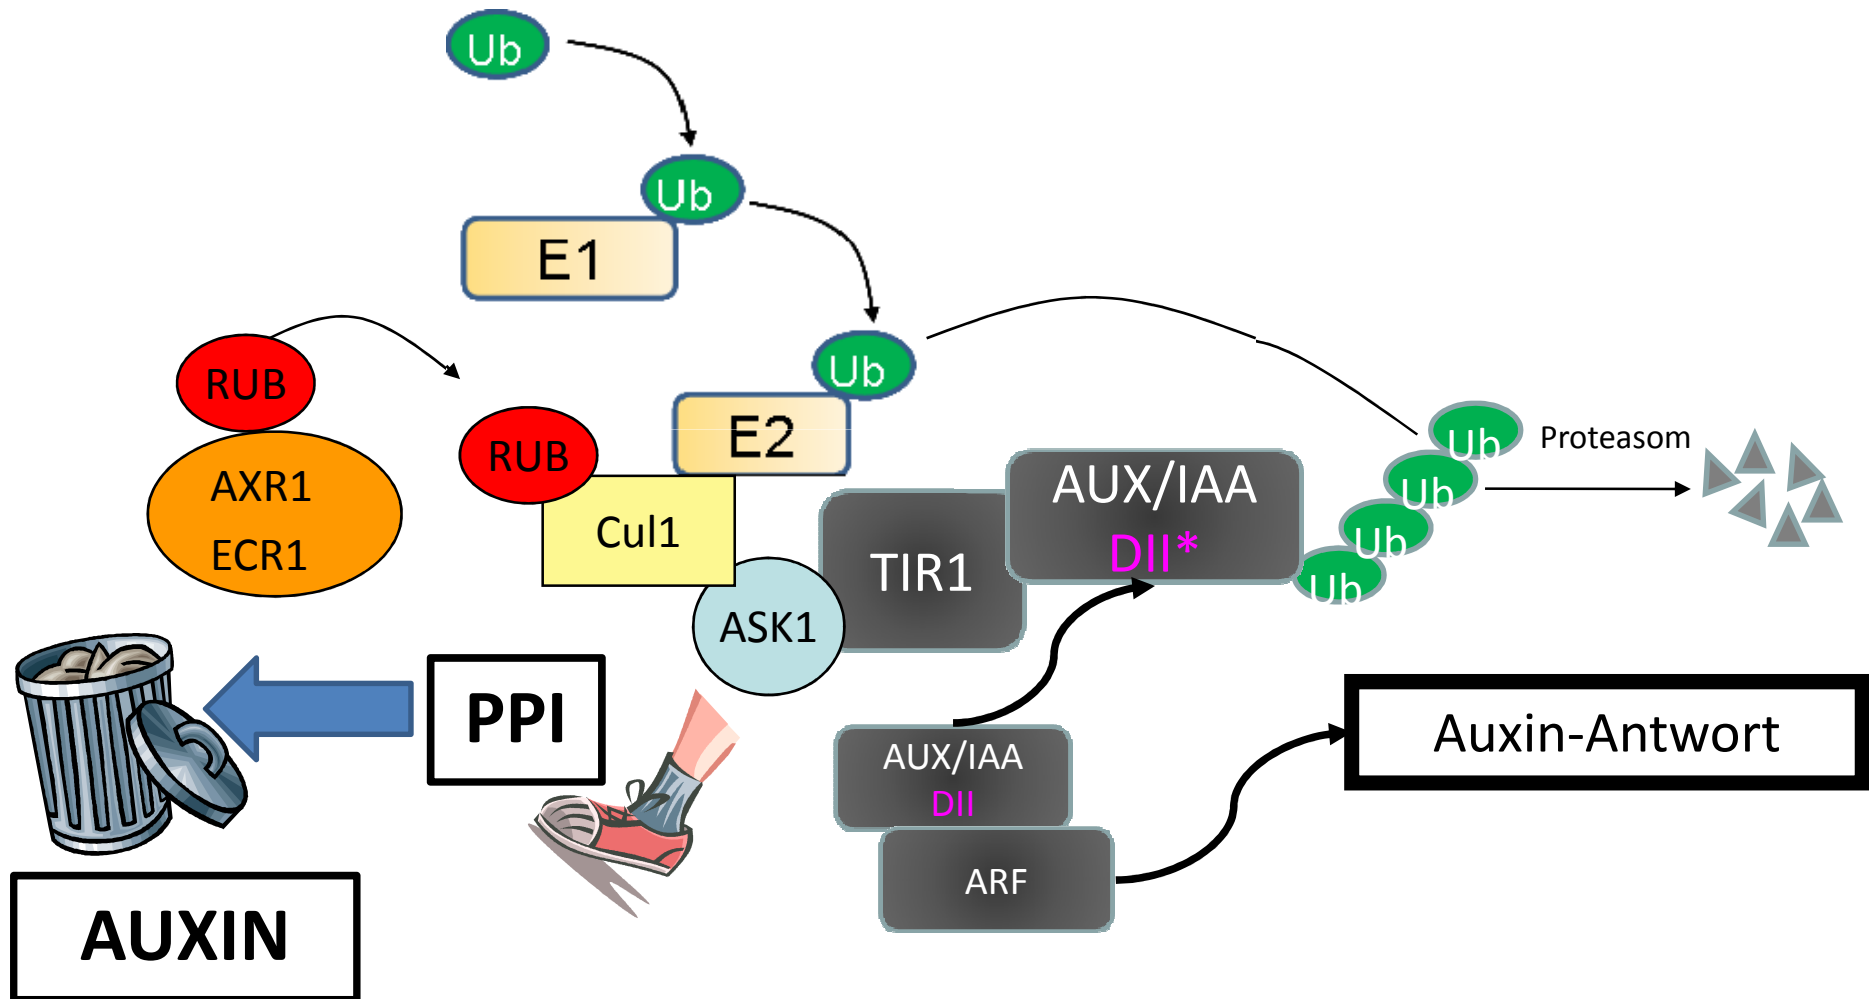 Ub
Ub
E1
Ub
RUB
E2
RUB
Ub
Proteasom
AXR1
ECR1
Cul1
AUX/IAA
DII*
Ub
Ub
Ub
TIR1
ASK1
PPI
AUX/IAA
DII
Auxin-Antwort
ARF
AUXIN